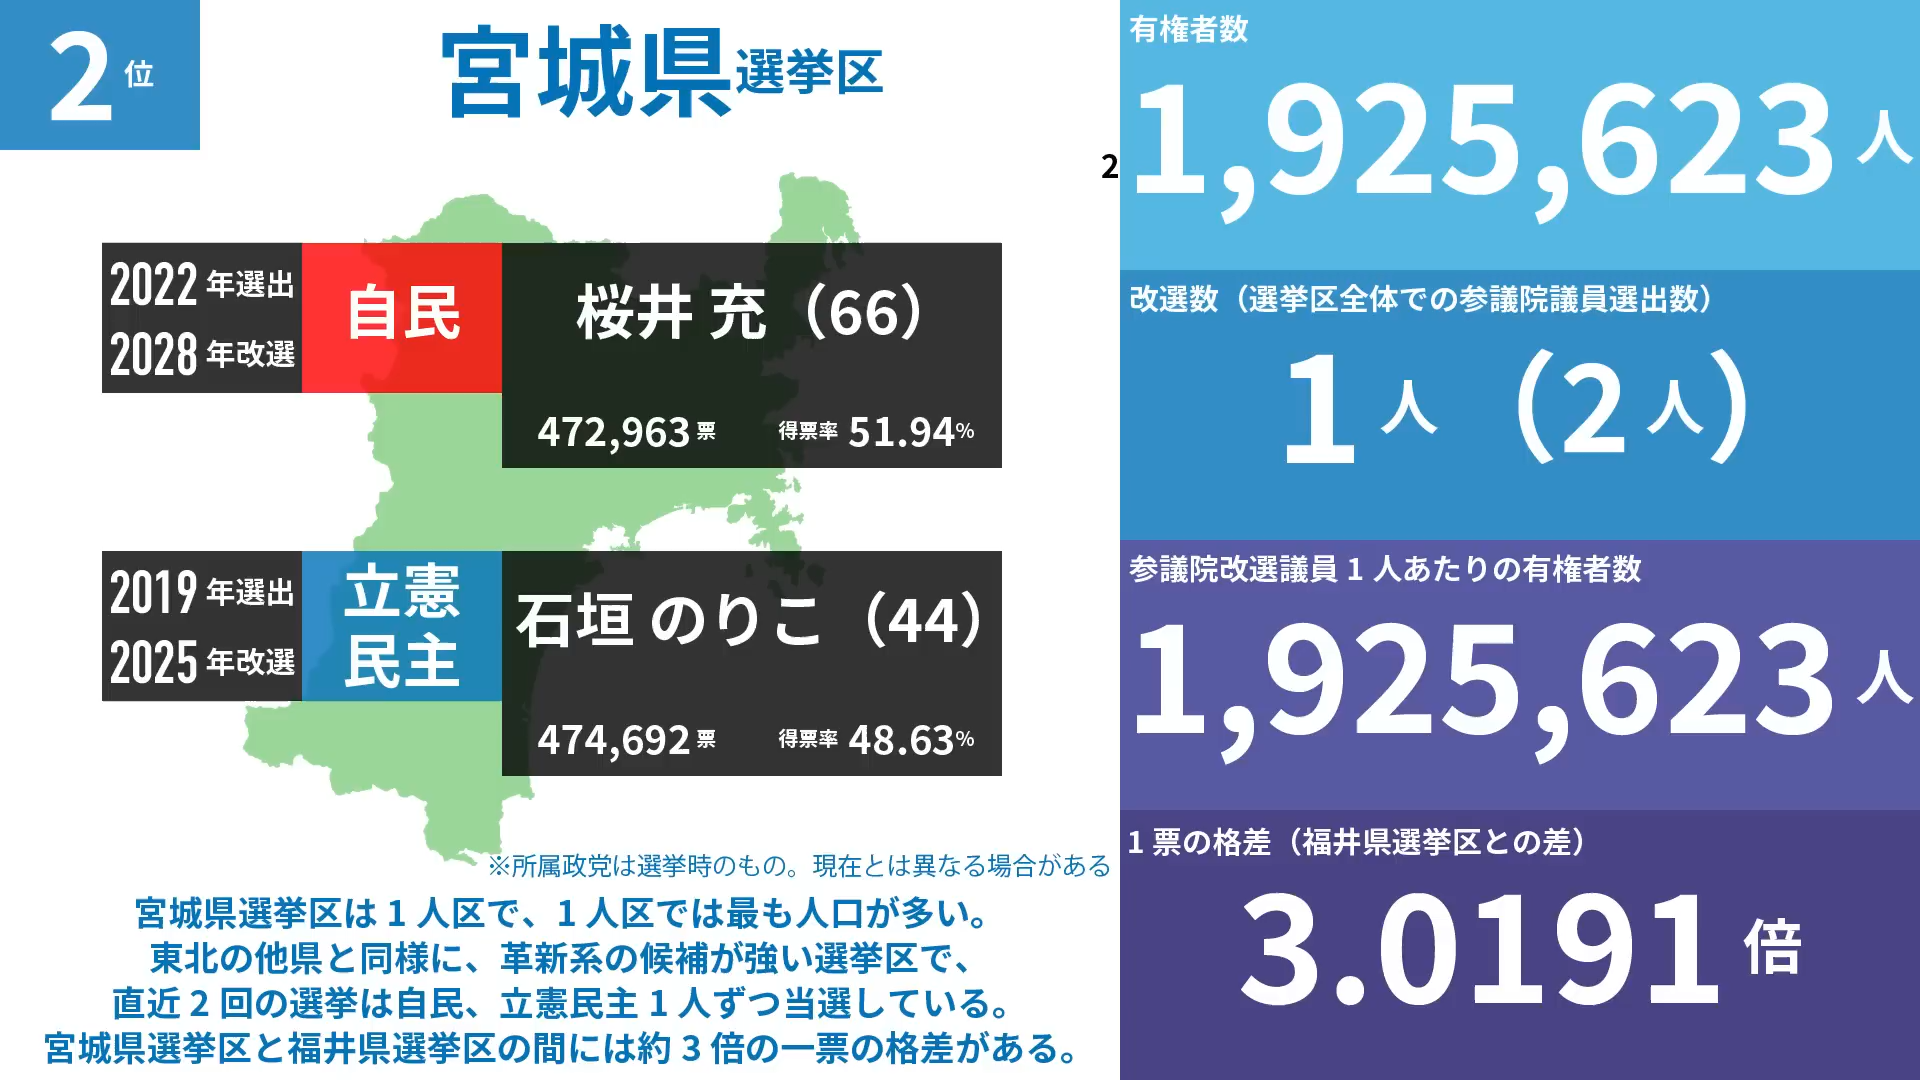 2位
宮城県選挙区
2022年選出
2028年改選
自民
桜井 充（66）
472,963票 得票率 51.94%
2019年選出
2025年改選
立憲
民主
石垣 のりこ（44）
474,692票 得票率 48.63%
※所属政党は選挙時のもの。現在とは異なる場合がある
宮城県選挙区は1人区で、1人区では最も人口が多い。
東北の他県と同様に、革新系の候補が強い選挙区で、
直近2回の選挙は自民、立憲民主1人ずつ当選している。
宮城県選挙区と福井県選挙区の間には約3倍の一票の格差がある。
有権者数
2
1,925,623人
改選数（選挙区全体での参議院議員選出数）
1人（2人）
参議院改選議員1人あたりの有権者数
1,925,623人
1票の格差（福井県選挙区との差）
3.0191倍